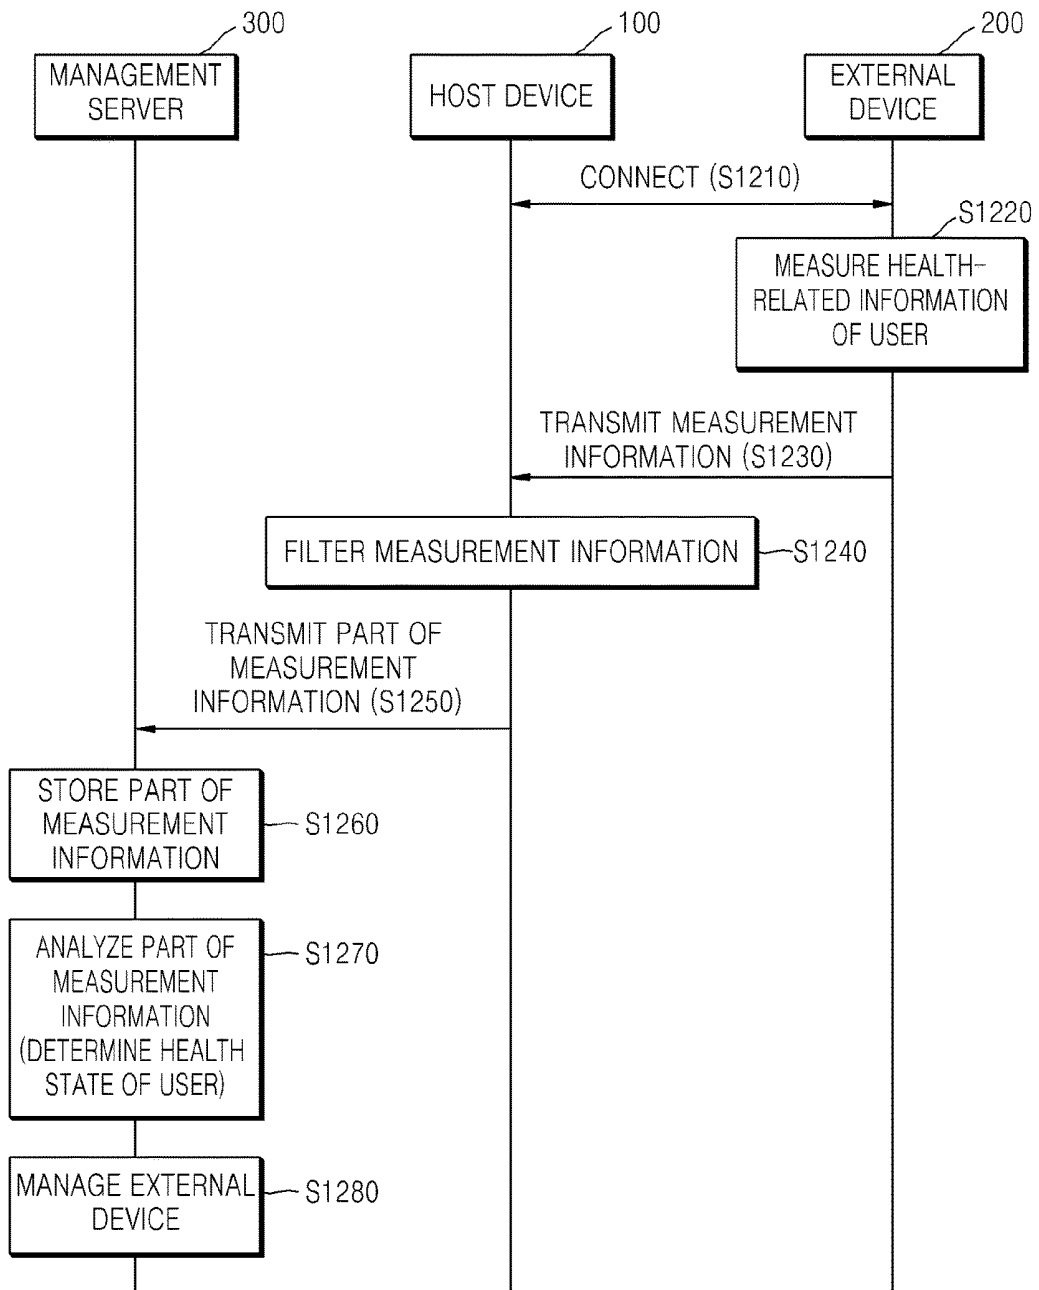 300
100
200
MANAGEMENT
SERVER
HOST DEVICE
EXTERNAL
DEVICE
CONNECT (S1210)
S1220
MEASURE HEALTH-
RELATED INFORMATION
OF USER
TRANSMIT MEASUREMENT
INFORMATION (S1230)
FILTER MEASUREMENT INFORMATION
S1240
TRANSMIT PART OF
MEASUREMENT
INFORMATION (S1250)
STORE PART OF
MEASUREMENT
INFORMATION
S1260
ANALYZE PART OF
MEASUREMENT
INFORMATION
(DETERMINE HEALTH
STATE OF USER)
S1270
MANAGE EXTERNAL
DEVICE
S1280